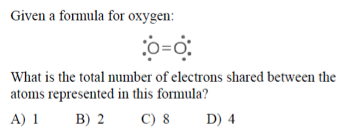 Given a formula for oxygen:
:Ö=Ö:
What is the total number of electrons shared between the
atoms represented in this formula?
A) 1 B) 2 C) 8 D) 4